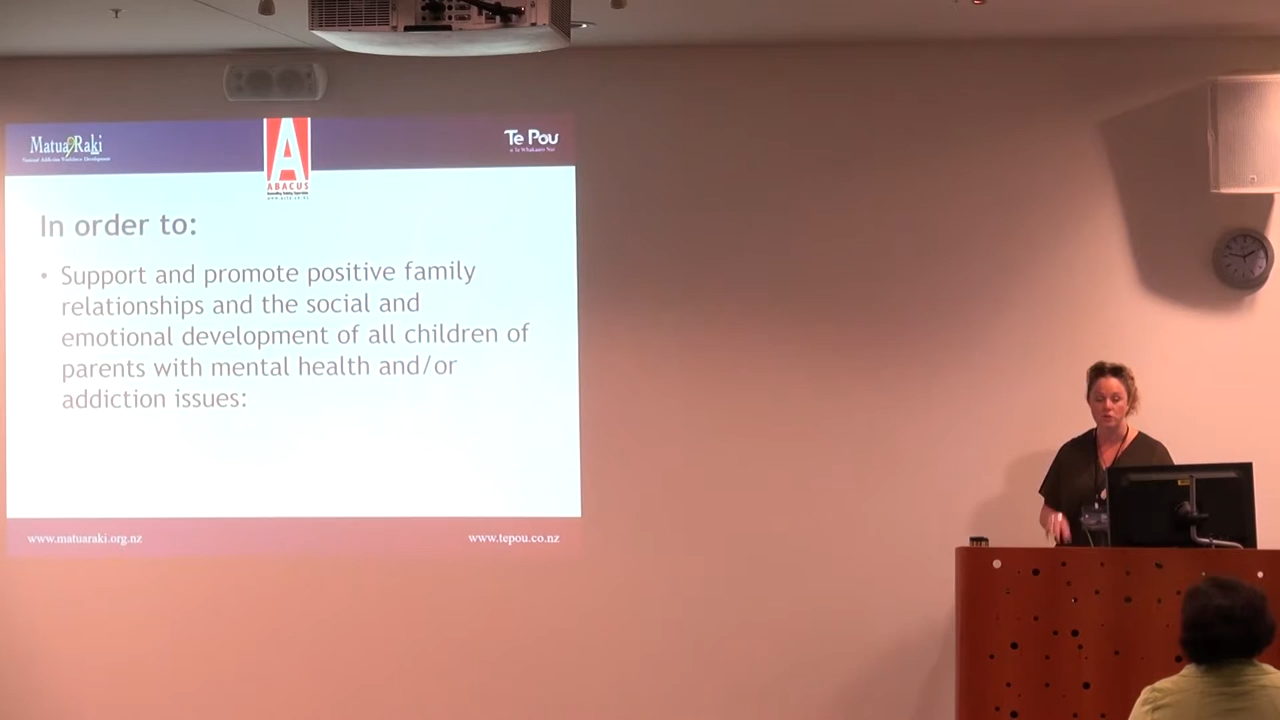 Matua Raki
National Addiction Workforce Development
A
ABACUS
Te Pou
In order to:
• Support and promote positive family
relationships and the social and
emotional development of all children of
parents with mental health and/or
addiction issues:
www.matuaraki.org.nz
www.tepou.co.nz